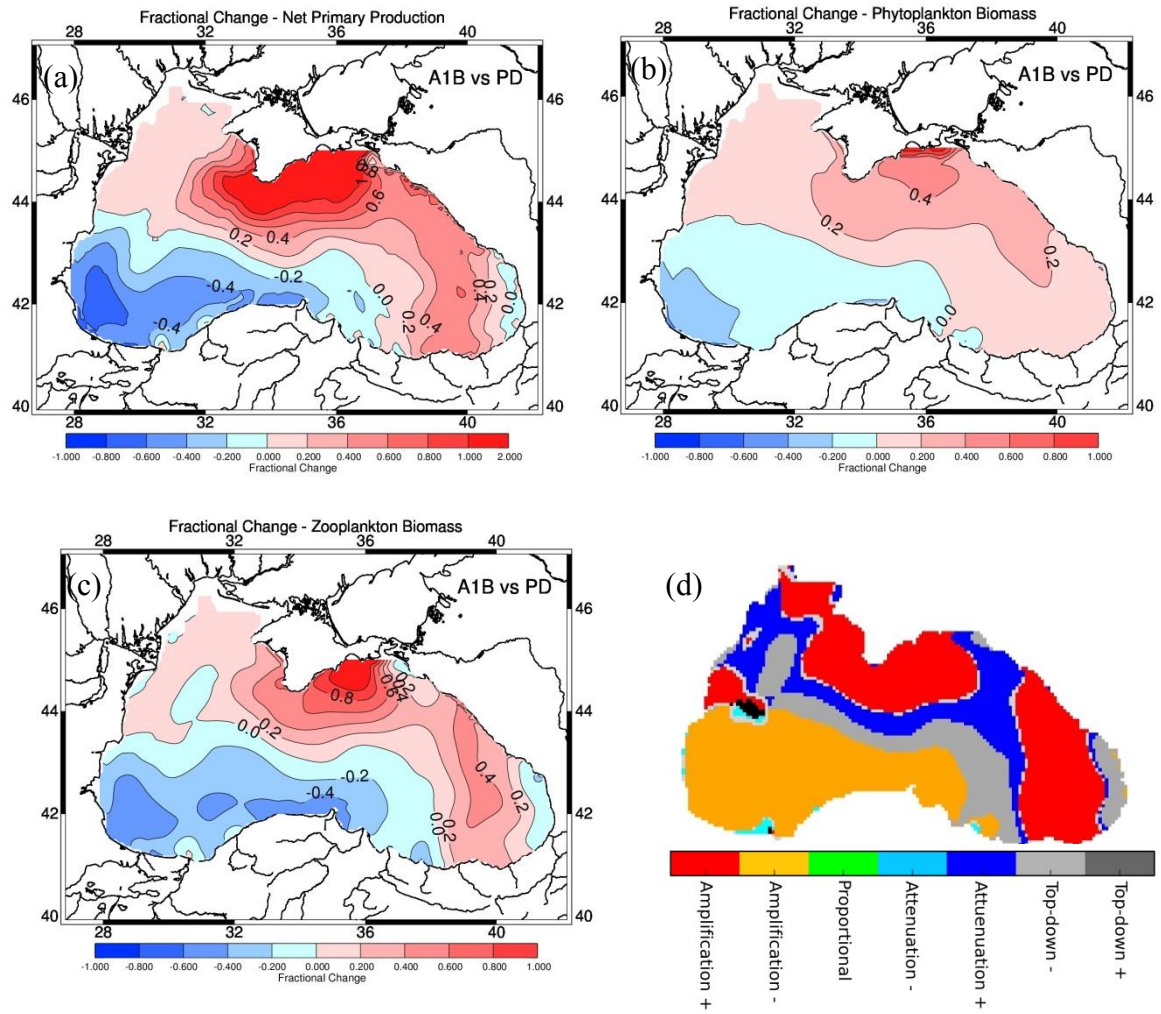 Fractional Change - Net Primary Production
28 32 36 40
(a)
A1B vs PD
46
44
42
40
0.8
1
0.6
0.2
0.4
-0.2
-0.4
0.0
0.2
0.4
0.4
0.0
-0.4
28 32 36 40
-1.000 -0.800 -0.600 -0.400 -0.200 0.000 0.200 0.400 0.600 0.800 1.000 2.000
Fractional Change
Fractional Change - Phytoplankton Biomass
28 32 36 40
(b)
A1B vs PD
46
44
42
40
0.4
0.2
0.2
0.0
28 32 36 40
-1.000 -0.800 -0.600 -0.400 -0.200 0.000 0.200 0.400 0.600 0.800 1.000
Fractional Change
Fractional Change - Zooplankton Biomass
28 32 36 40
(c)
A1B vs PD
46 46
44 44
42 42
40 40
0.8
0.0
0.2
-0.2
-0.4
0.4
0.2
0.0
0.2
28 32 36 40
-1.000 -0.800 -0.600 -0.400 -0.200 0.000 0.200 0.400 0.600 0.800 1.000
Fractional Change
(d)
Amplification +
Amplification -
Proportional
Attenuation -
Attuenuation +
Top-down -
Top-down +